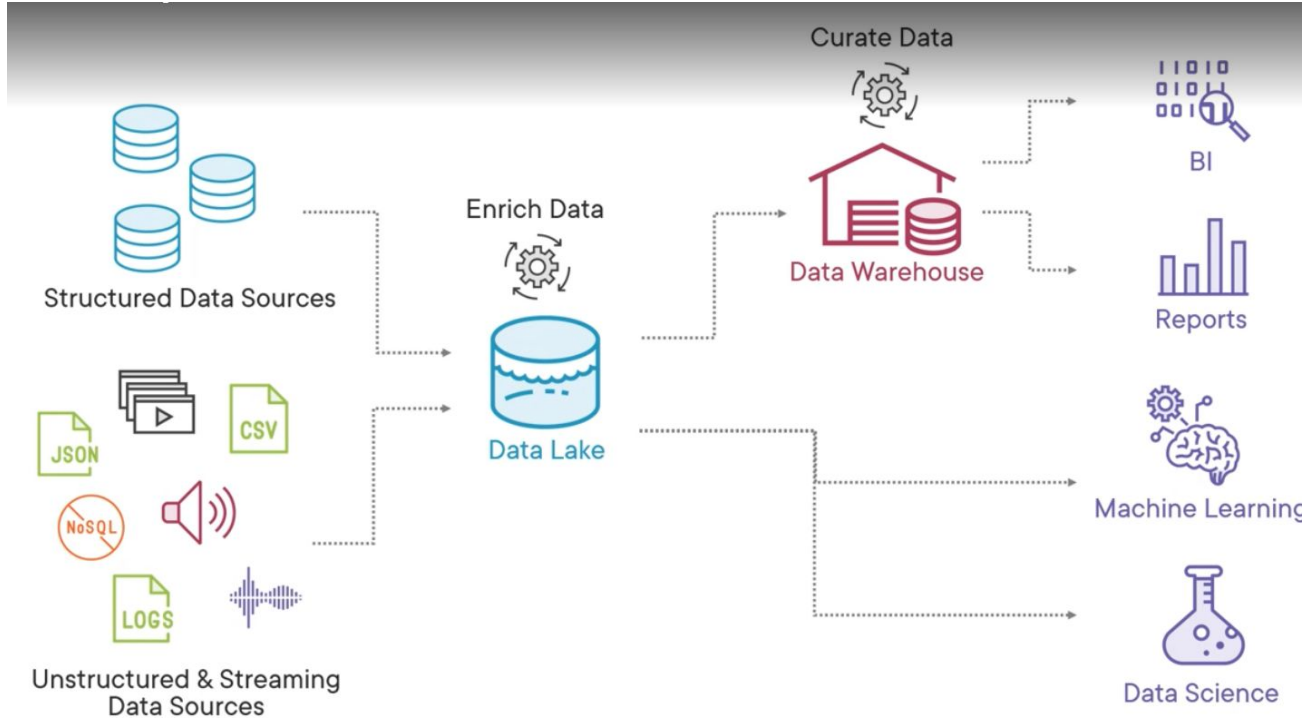 Curate Data
11010
BI
Enrich Data
Data Warehouse
Structured Data Sources
Reports
JSON
CSV
Data Lake
NoSQL
Machine Learning
LOGS
Unstructured & Streaming
Data Sources
Data Science